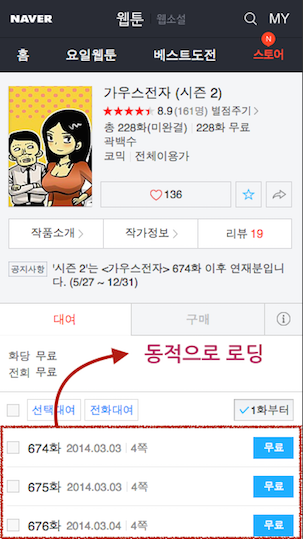 NAVER 웹툰 | 웹소설 MY
홈 요일웹툰 베스트도전 스토어 N
가우스전자 (시즌 2)
8.9 (161명) 별점주기 >
총 228화(미완결) | 228화 무료
곽백수
코믹 | 전체이용가
136
작품소개 > 작가정보 > 리뷰 19
공지사항 '시즌 2'는 <가우스전자> 674화 이후 연재분입니
다. (5/27 ~ 12/31)
대여 구매
화당 무료
전회 무료
동적으로 로딩
선택대여 전화대여 1화부터
674화 2014.03.03 | 4쪽 무료
675화 2014.03.03 | 4쪽 무료
676화 2014.03.04 | 4쪽 무료